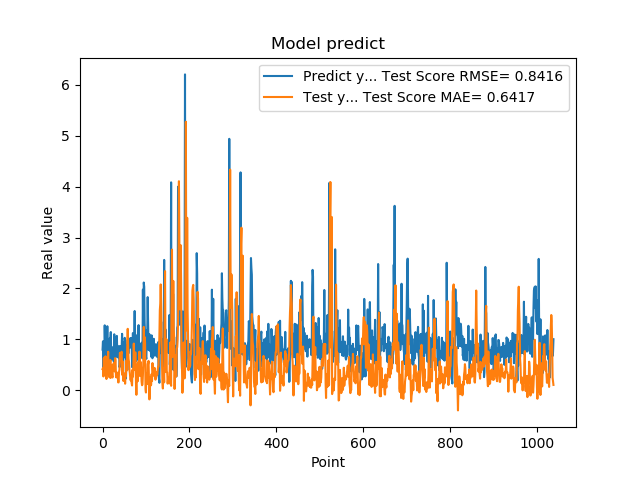 Model predict
Predict y... Test Score RMSE= 0.8416
Test y... Test Score MAE= 0.6417
6
5
4
3
2
1
0
Real value
0 200 400 600 800 1000
Point